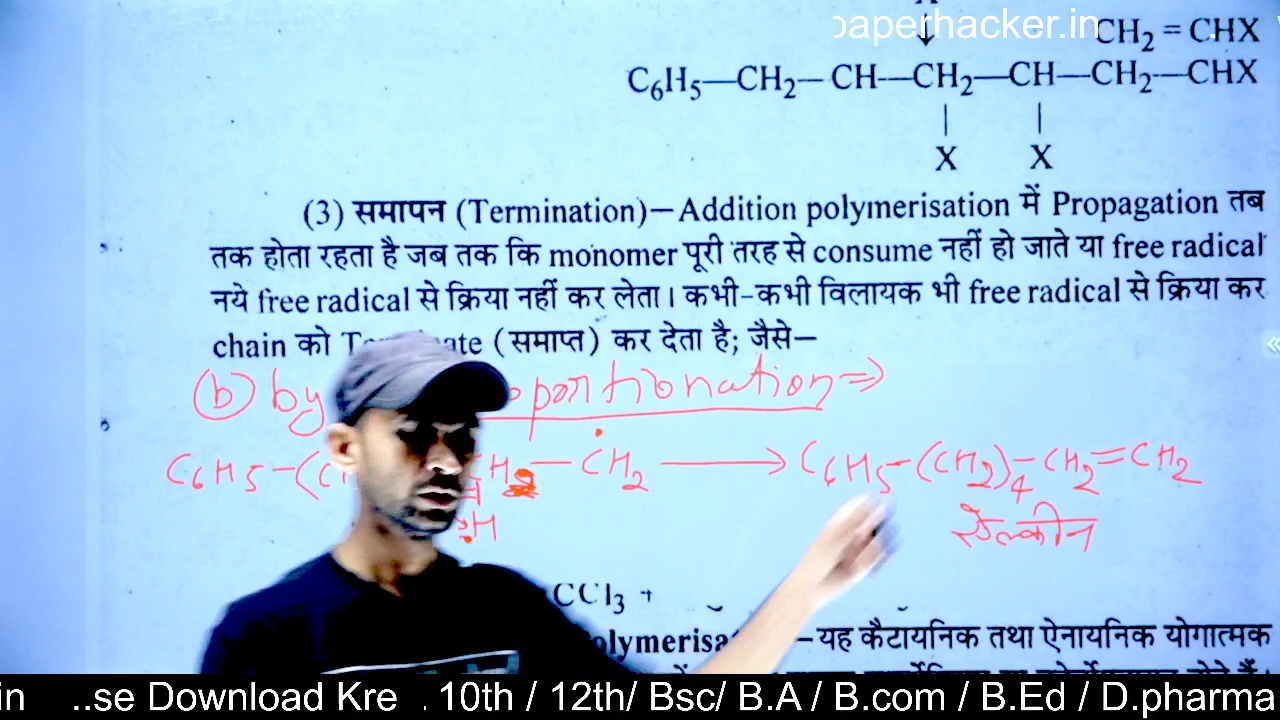 paperhacker.in
CH₂ = CHX
C₆H₅—CH₂—CH—CH₂—CH—CH₂—CHX
| |
X X
(3) समापन (Termination)—Addition polymerisation में Propagation तब
तक होता रहता है जब तक कि monomer पूरी तरह से consume नहीं हो जाते या free radical
नये free radical से क्रिया नहीं कर लेता। कभी-कभी विलायक भी free radical से क्रिया कर
chain को (समाप्त) कर देता है; जैसे—
(b) by ⇒
C₆H₅-( — ĊH₂ ⟶ C₆H₅-(CH₂)₄-CH₂=CH₂
H
ऐल्कीन
CCl₃ +
—यह कैटायनिक तथा ऐनायनिक योगात्मक
in ..se Download Kre . 10th / 12th/ Bsc/ B.A / B.com / B.Ed / D.pharma